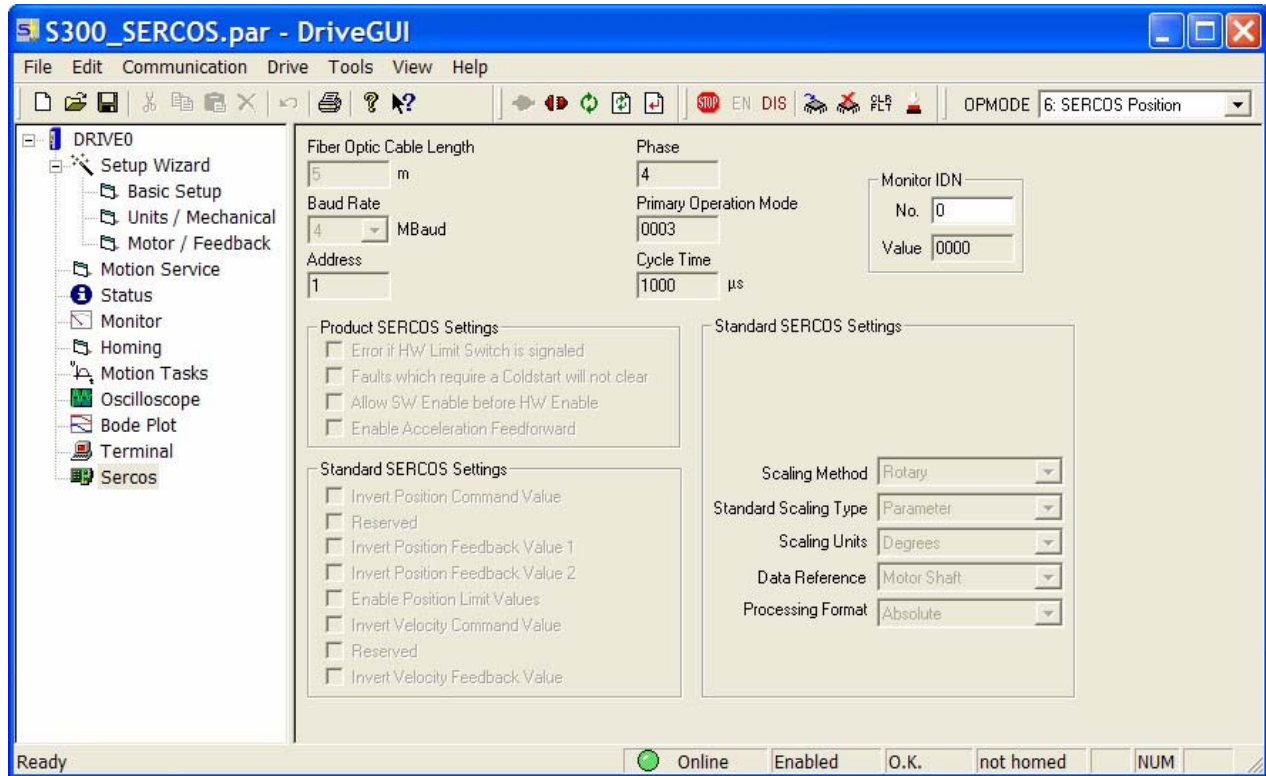 S300_SERCOS.par - DriveGUI
File Edit Communication Drive Tools View Help
STOP EN DIS OPMODE 6: SERCOS Position
DRIVE0
Setup Wizard
Basic Setup
Units / Mechanical
Motor / Feedback
Motion Service
Status
Monitor
Homing
Motion Tasks
Oscilloscope
Bode Plot
Terminal
Sercos
Fiber Optic Cable Length
5 m
Baud Rate
4 MBaud
Address
1
Phase
4
Primary Operation Mode
0003
Cycle Time
1000 µs
Monitor IDN
No. 0
Value 0000
Product SERCOS Settings
Error if HW Limit Switch is signaled
Faults which require a Coldstart will not clear
Allow SW Enable before HW Enable
Enable Acceleration Feedforward
Standard SERCOS Settings
Invert Position Command Value
Reserved
Invert Position Feedback Value 1
Invert Position Feedback Value 2
Enable Position Limit Values
Invert Velocity Command Value
Reserved
Invert Velocity Feedback Value
Standard SERCOS Settings
Scaling Method Rotary
Standard Scaling Type Parameter
Scaling Units Degrees
Data Reference Motor Shaft
Processing Format Absolute
Ready Online Enabled O.K. not homed NUM